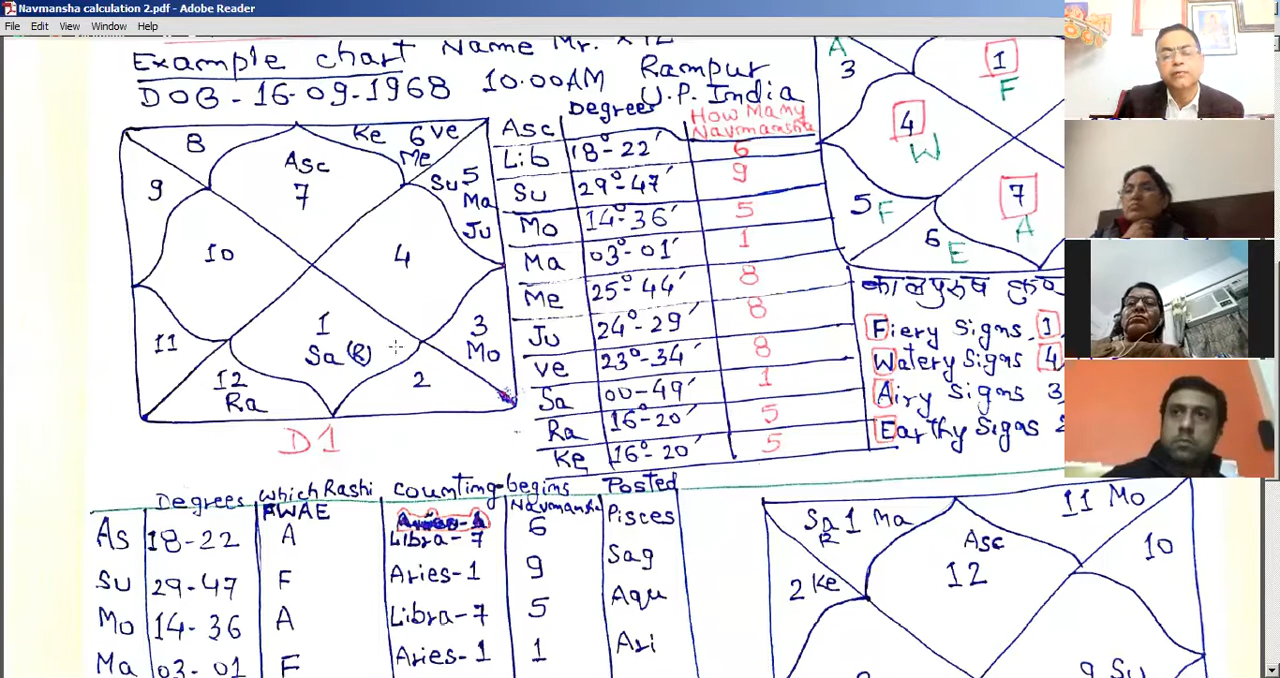 Navmansha calculation 2.pdf - Adobe Reader
File Edit View Window Help
Example chart Name Mr. XYZ
DOB - 16-09-1968 10.00AM Rampur
U.P. India
8
Asc
7
Ke 6 Ve
Me
Su 5
Ma
Ju
9
10
4
11
1
Sa (R)
3
Mo
12
Ra
2
D1
Asc Degrees How Many Navmansha
Lib 18°-22' 6
Su 29°-47' 9
Mo 14°-36' 5
Ma 03°-01' 1
Me 25°-44' 8
Ju 24°-29' 8
Ve 23°-34' 8
Sa 00-49' 1
Ra 16°-20' 5
Ke 16°-20' 5
A
3
1
F
4
W
5 F
7
A
6 E
कालपुरुष
Fiery Signs 1
Watery Signs 4
Airy Signs 3,
Earthy Signs 2
Degrees Which Rashi counting begins Posted
FWAE Navmansha
As 18-22 A Libra-7 6 Pisces
Su 29-47 F Aries-1 9 Sag
Mo 14-36 A Libra-7 5 Aqu
Ma 03-01 F Aries-1 1 Ari
Sa 1 Ma
R
Asc
12
11 Mo
10
2 Ke
9 Su